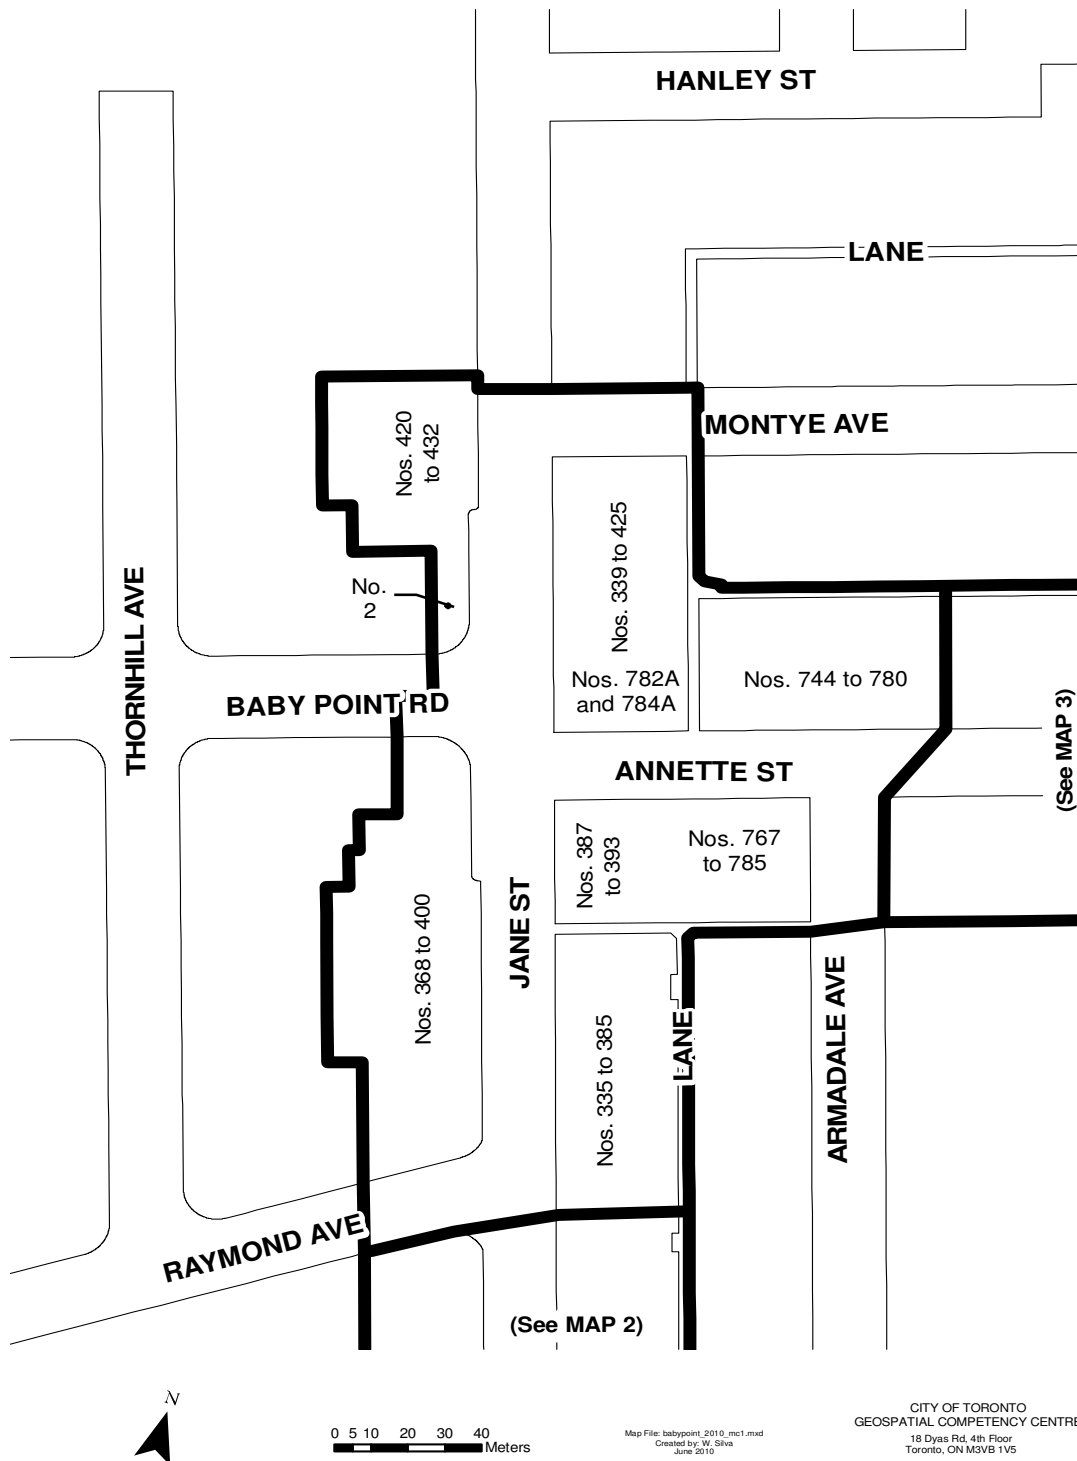 HANLEY ST
LANE
MONTYE AVE
Nos. 420
to 432
Nos. 339 to 425
No.
2
THORNHILL AVE
Nos. 782A
and 784A
Nos. 744 to 780
BABY POINT RD
(See MAP 3)
ANNETTE ST
Nos. 387
to 393
Nos. 767
to 785
JANE ST
Nos. 368 to 400
ARMADALE AVE
LANE
Nos. 335 to 385
RAYMOND AVE
(See MAP 2)
N
0 5 10 20 30 40
Meters
Map File: babypoint_2010_mc1.mxd
Created by: W. Silva
June 2010
CITY OF TORONTO
GEOSPATIAL COMPETENCY CENTRE
18 Dyas Rd, 4th Floor
Toronto, ON M3VB 1V5